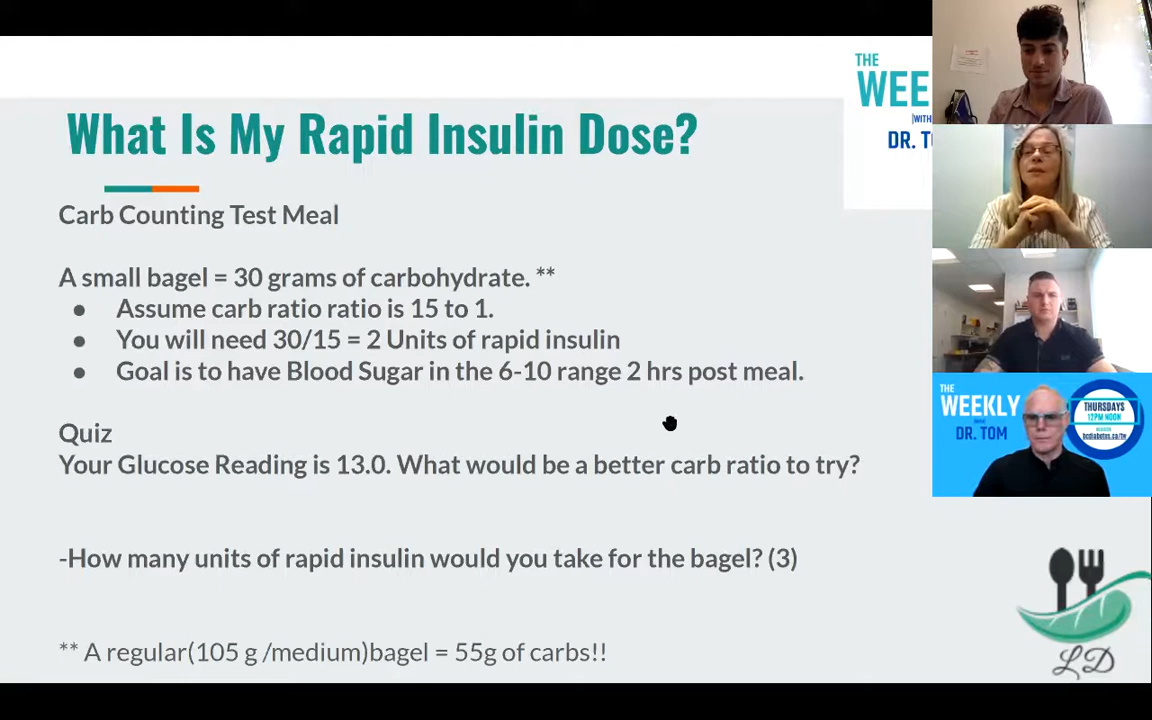 What Is My Rapid Insulin Dose?
Carb Counting Test Meal
A small bagel = 30 grams of carbohydrate. **
● Assume carb ratio ratio is 15 to 1.
● You will need 30/15 = 2 Units of rapid insulin
● Goal is to have Blood Sugar in the 6-10 range 2 hrs post meal.
Quiz
Your Glucose Reading is 13.0. What would be a better carb ratio to try?
-How many units of rapid insulin would you take for the bagel? (3)
** A regular(105 g /medium)bagel = 55g of carbs!!
THE
WEE
DR. T
THE
WEEKLY
DR. TOM
THURSDAYS
12PM NOON
bcdiabetes.ca/tw
LD